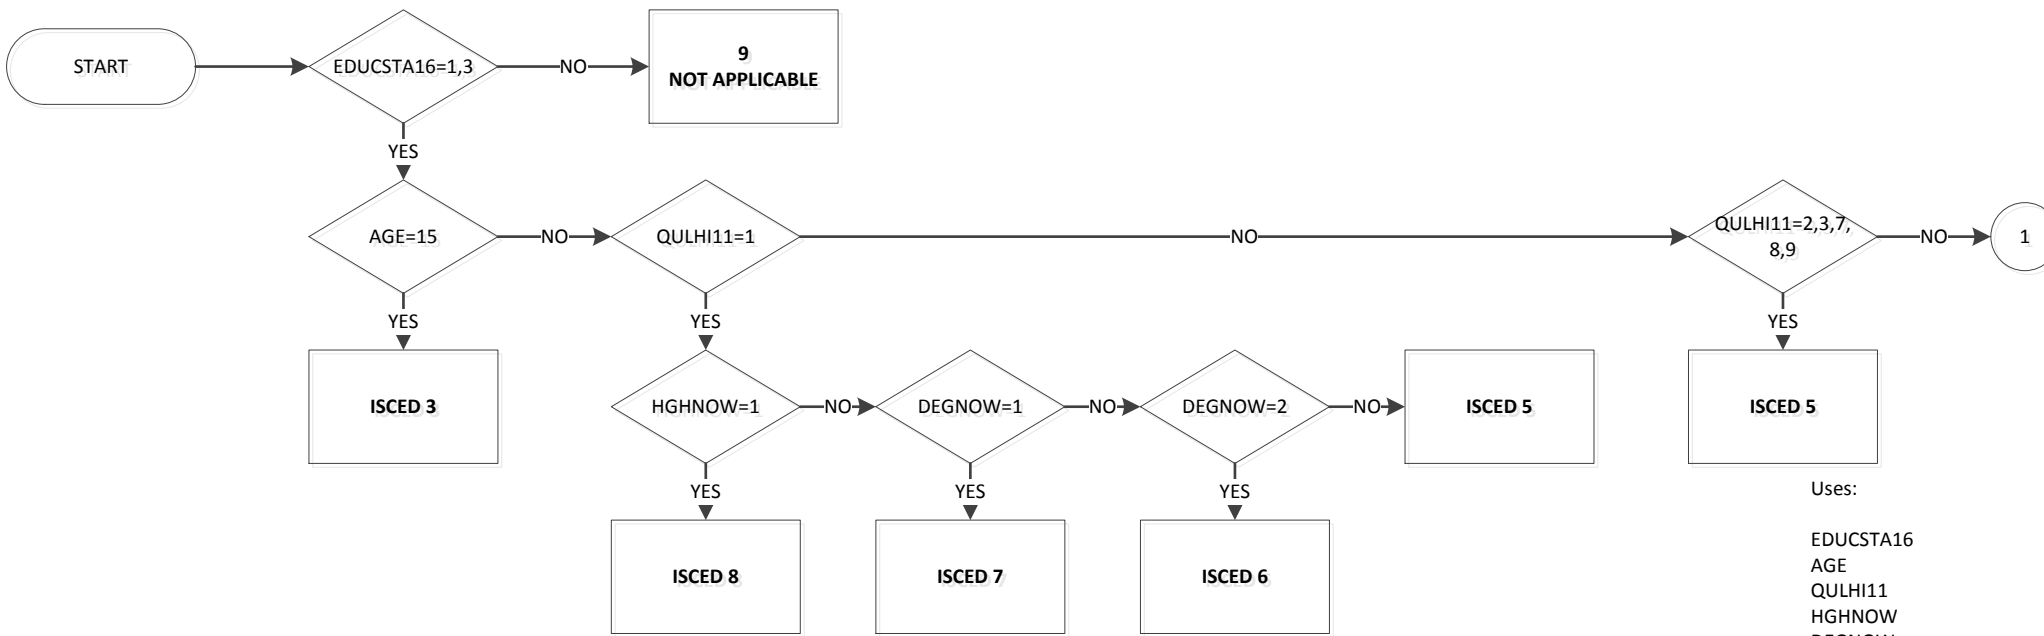 START
EDUCSTA16=1,3
NO
9
NOT APPLICABLE
YES
AGE=15
NO
QULHI11=1
NO
QULHI11=2,3,7,
8,9
NO
1
YES
YES
YES
ISCED 3
HGHNOW=1
NO
DEGNOW=1
NO
DEGNOW=2
NO
ISCED 5
ISCED 5
YES
YES
YES
ISCED 8
ISCED 7
ISCED 6
Uses:
EDUCSTA16
AGE
QULHI11
HGHNOW